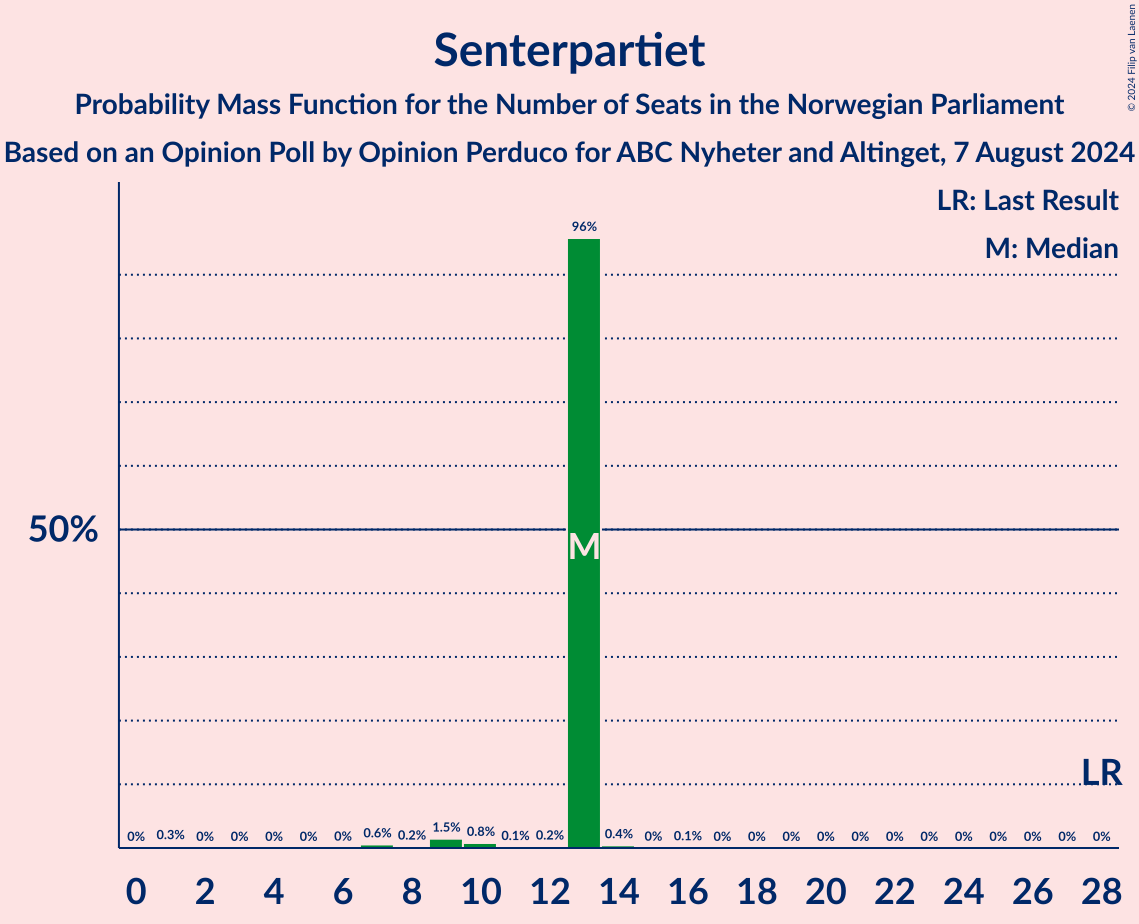 Senterpartiet
Probability Mass Function for the Number of Seats in the Norwegian Parliament
Based on an Opinion Poll by Opinion Perduco for ABC Nyheter and Altinget, 7 August 2024
© 2024 Filip van Laenen
LR: Last Result
M: Median
96%
50%
M
LR
0% 0.3% 0% 0% 0% 0% 0% 0.6% 0.2% 1.5% 0.8% 0.1% 0.2% 0.4% 0% 0.1% 0% 0% 0% 0% 0% 0% 0% 0% 0% 0% 0% 0%
0 2 4 6 8 10 12 14 16 18 20 22 24 26 28